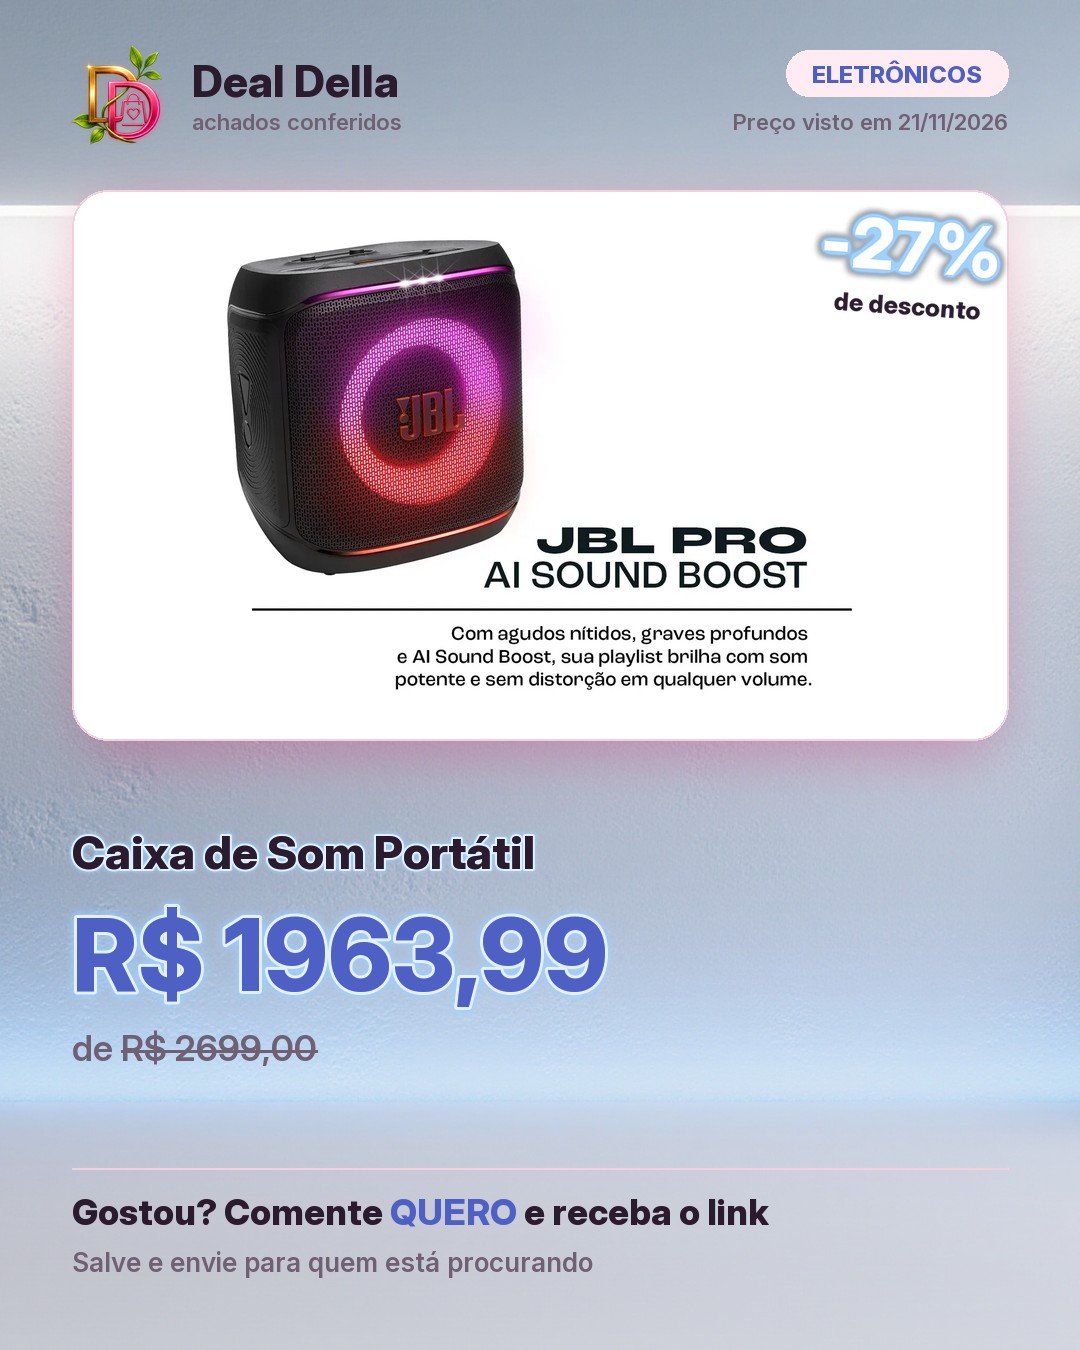 Deal Della
achados conferidos
ELETRÔNICOS
Preço visto em 21/11/2026
-27%
de desconto
JBL
JBL PRO
AI SOUND BOOST
Com agudos nítidos, graves profundos
e AI Sound Boost, sua playlist brilha com som
potente e sem distorção em qualquer volume.
Caixa de Som Portátil
R$ 1963,99
de R$ 2699,00
Gostou? Comente QUERO e receba o link
Salve e envie para quem está procurando